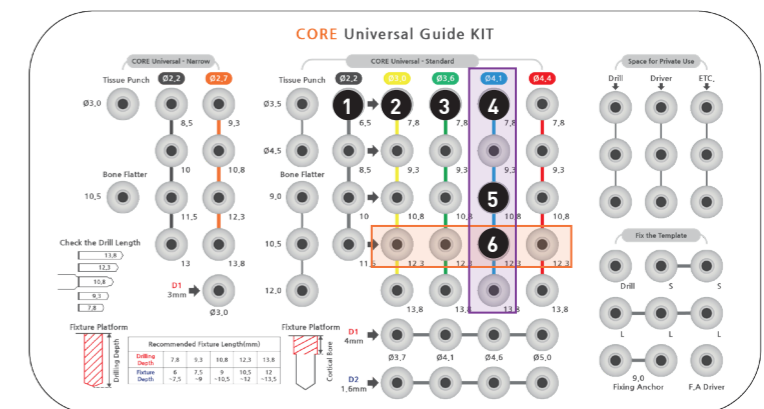 CORE Universal Guide KIT
CORE Universal - Narrow
CORE Universal - Standard
Space for Private Use
Tissue Punch Ø2,2 Ø2,7
Tissue Punch Ø2,2 Ø3,0 Ø3,6 Ø4,1 Ø4,4
Drill Driver ETC,
Ø3,0
Ø3,5 1 2 3 4
8,5 9,3
6,5 7,8 7,8 7,8 7,8
Ø4,5
10 10,8
8,5 9,3 9,3 9,3 9,3
Bone Flatter
Bone Flatter
10,5
9,0 5
11,5 12,3
10 10,8 10,8 10,8 10,8
Fix the Template
Check the Drill Length
10,5 6
13 13,8
11,5 12,3 12,3 12,3 12,3
13,8
12,3
10,8
9,3
7,8
D1
3mm
Ø3,0
12,0
13,8 13,8 13,8 13,8
Drill S S
Fixture Platform
Drilling Depth
Recommended Fixture Length(mm)
Drilling Depth 7,8 9,3 10,8 12,3 13,8
Fixture Depth 6 ~7,5 7,5 ~9 9 ~10,5 10,5 ~12 12 ~13,5
Fixture Platform
Cortical Bone
D1
4mm
Ø3,7 Ø4,1 Ø4,6 Ø5,0
D2
1,6mm
L L L
9,0
Fixing Anchor F,A Driver